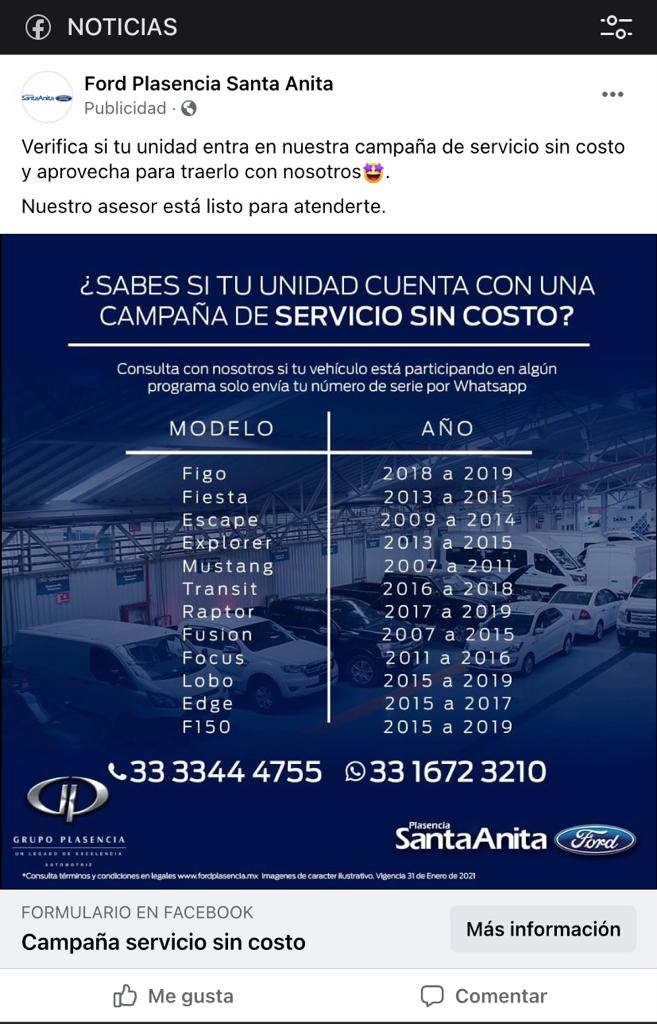 NOTICIAS
SantaAnita Ford
Ford Plasencia Santa Anita
Publicidad ·
Verifica si tu unidad entra en nuestra campaña de servicio sin costo
y aprovecha para traerlo con nosotros🤩.
Nuestro asesor está listo para atenderte.
¿SABES SI TU UNIDAD CUENTA CON UNA
CAMPAÑA DE SERVICIO SIN COSTO?
Consulta con nosotros si tu vehículo está participando en algún
programa solo envía tu número de serie por Whatsapp
MODELO AÑO
Figo 2018 a 2019
Fiesta 2013 a 2015
Escape 2009 a 2014
Explorer 2013 a 2015
Mustang 2007 a 2011
Transit 2016 a 2018
Raptor 2017 a 2019
Fusion 2007 a 2015
Focus 2011 a 2016
Lobo 2015 a 2019
Edge 2015 a 2017
F150 2015 a 2019
33 3344 4755 33 1672 3210
GRUPO PLASENCIA
UN LEGADO DE EXCELENCIA
AUTOMOTRIZ
Plasencia
SantaAnita Ford
*Consulta términos y condiciones en legales www.fordplasencia.mx Imagenes de caracter ilustrativo. Vigencia 31 de Enero de 2021
FORMULARIO EN FACEBOOK
Campaña servicio sin costo
Más información
Me gusta Comentar